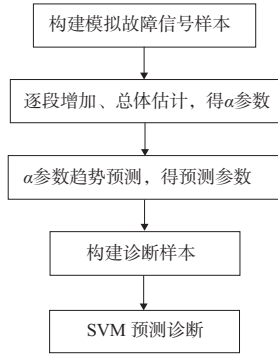 构建模拟故障信号样本
逐段增加、总体估计，得α参数
α参数趋势预测，得预测参数
构建诊断样本
SVM 预测诊断